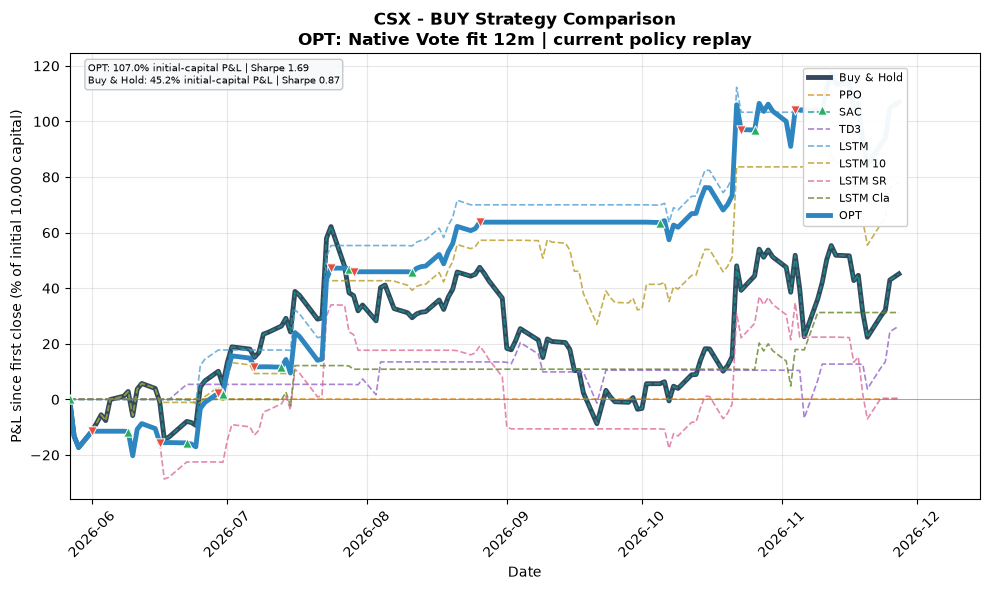 CSX - BUY Strategy Comparison
OPT: Native Vote fit 12m | current policy replay
OPT: 107.0% initial-capital P&L | Sharpe 1.69
Buy & Hold: 45.2% initial-capital P&L | Sharpe 0.87
Buy & Hold
PPO
SAC
TD3
LSTM
LSTM 10
LSTM SR
LSTM Cla
OPT
P&L since first close (% of initial 10,000 capital)
120
100
80
60
40
20
0
−20
2026-06
2026-07
2026-08
2026-09
2026-10
2026-11
2026-12
Date